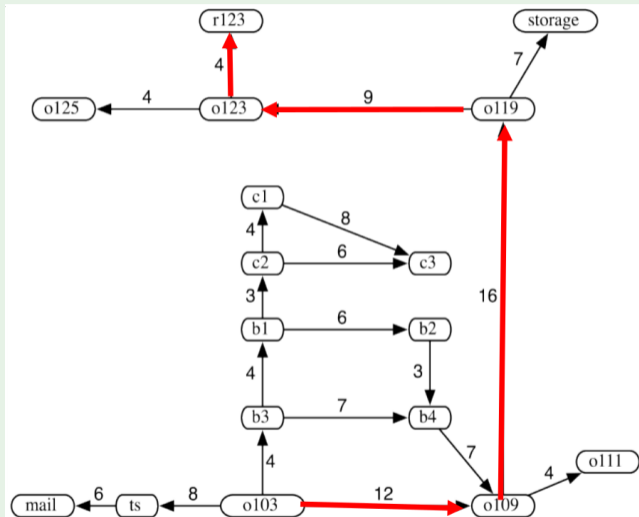 r123 storage
4 7
o125 4 o123 9 o119
c1
4 8
c2 6 c3
3 16
b1 6 b2
4 3
b3 7 b4
4 7 4 o111
mail 6 ts 8 o103 12 o109